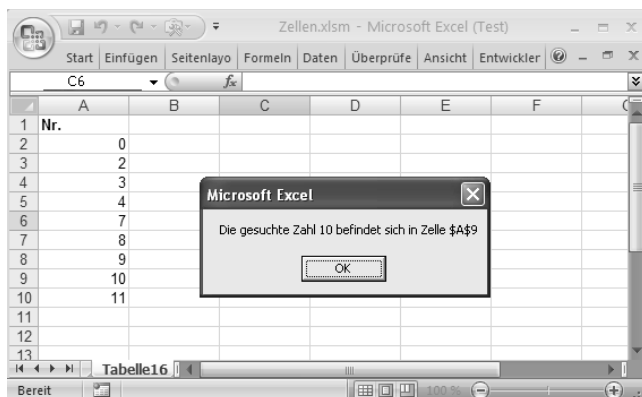 Zellen.xlsm - Microsoft Excel (Test)
Start Einfügen Seitenlayo Formeln Daten Überprüfe Ansicht Entwickler
C6 fx
A B C D E F
1 Nr.
2 0
3 2
4 3
5 4
6 7
7 8
8 9
9 10
10 11
11
12
13
Microsoft Excel
Die gesuchte Zahl 10 befindet sich in Zelle $A$9
OK
Tabelle16
Bereit 100 %